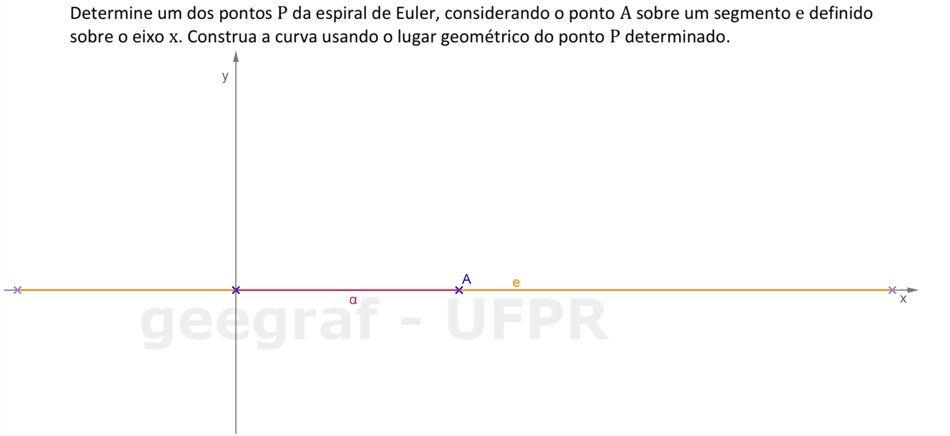 Determine um dos pontos P da espiral de Euler, considerando o ponto A sobre um segmento e definido
sobre o eixo x. Construa a curva usando o lugar geométrico do ponto P determinado.
y
A
e
α
x
geegraf - UFPR